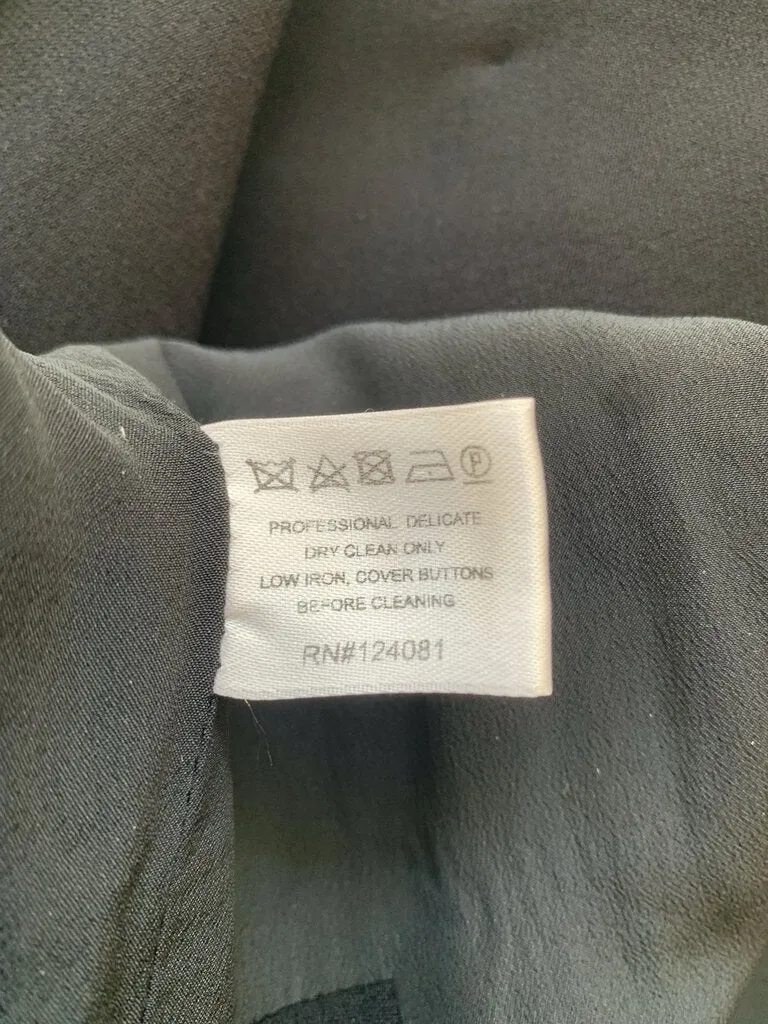 P
PROFESSIONAL DELICATE
DRY CLEAN ONLY
LOW IRON, COVER BUTTONS
BEFORE CLEANING
RN#124081